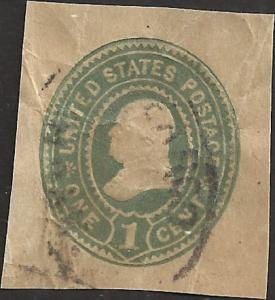 UNITED STATES POSTAGE
ONE 1 CENT